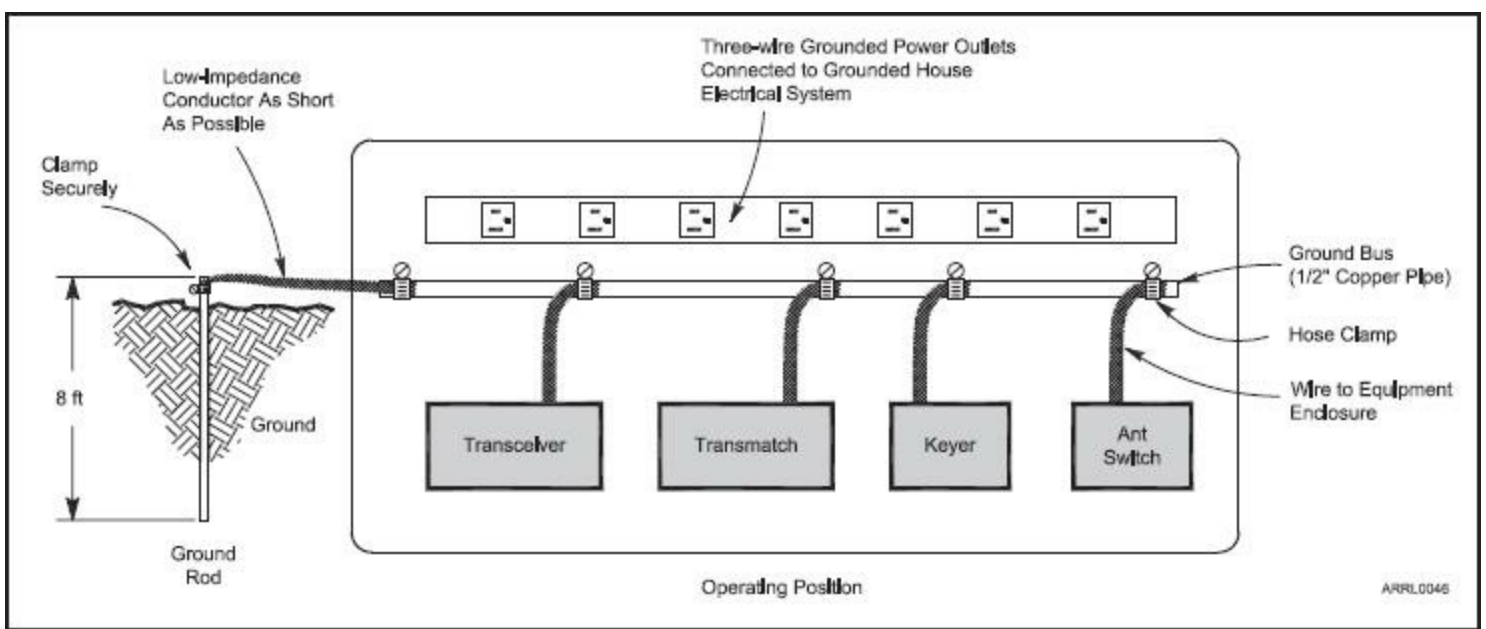 Three-wire Grounded Power Outlets
Connected to Grounded House
Electrical System
Low-Impedance
Conductor As Short
As Possible
Clamp
Securely
Ground Bus
(1/2" Copper Pipe)
Hose Clamp
8 ft
Wire to Equipment
Enclosure
Ground
Transceiver
Transmatch
Keyer
Ant
Switch
Ground
Rod
Operating Position
ARRL0046